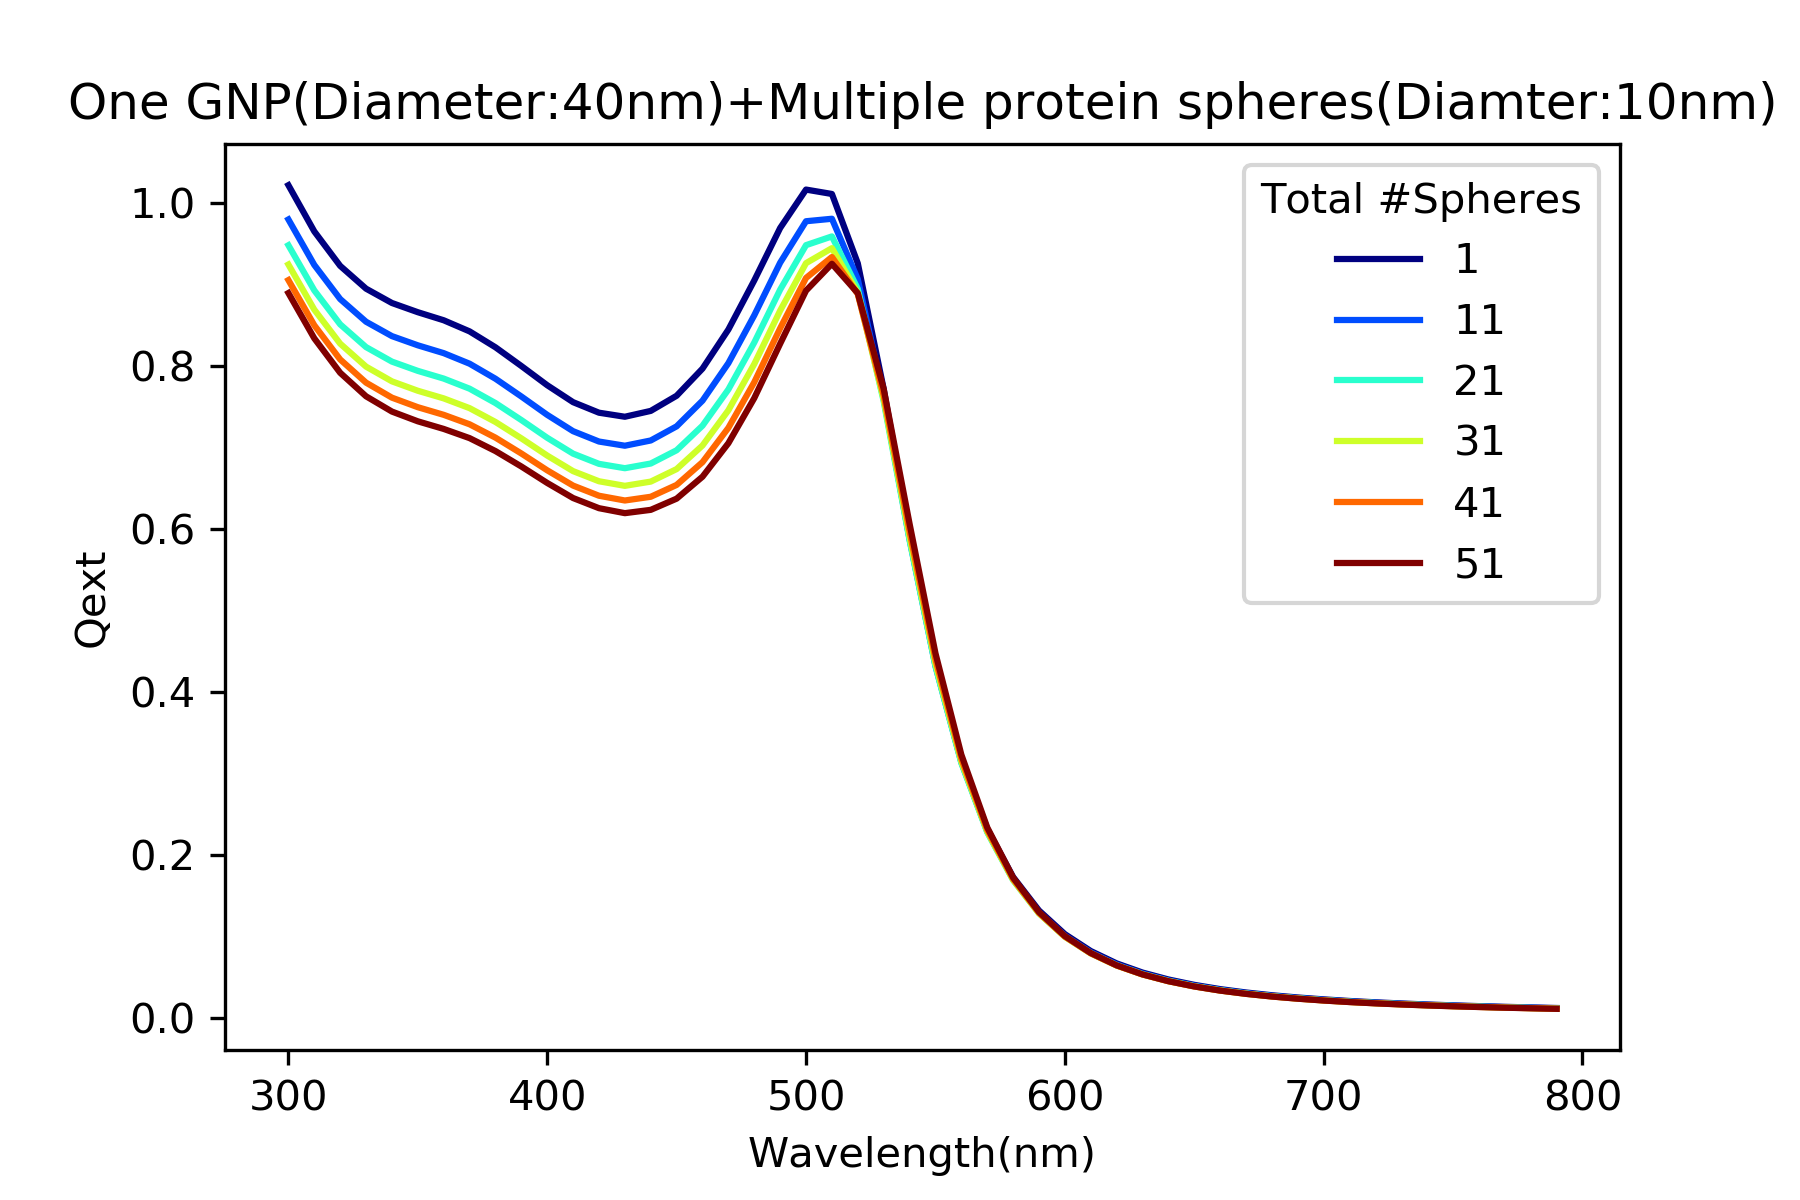 One GNP(Diameter:40nm)+Multiple protein spheres(Diamter:10nm)
Total #Spheres
1
11
21
31
41
51
1.0
0.8
0.6
0.4
0.2
0.0
Qext
300 400 500 600 700 800
Wavelength(nm)